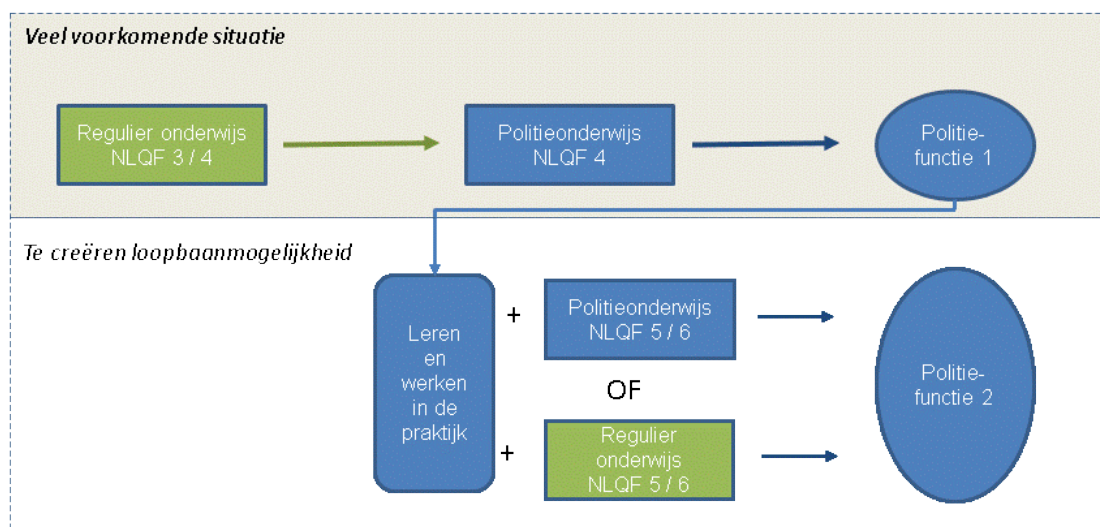 Veel voorkomende situatie
Regulier onderwijs
NLQF 3 / 4
Politieonderwijs
NLQF 4
Politie-
functie 1
Te creëren loopbaanmogelijkheid
Leren
en
werken
in de
praktijk
+
Politieonderwijs
NLQF 5 / 6
OF
+
Regulier
onderwijs
NLQF 5 / 6
Politie-
functie 2